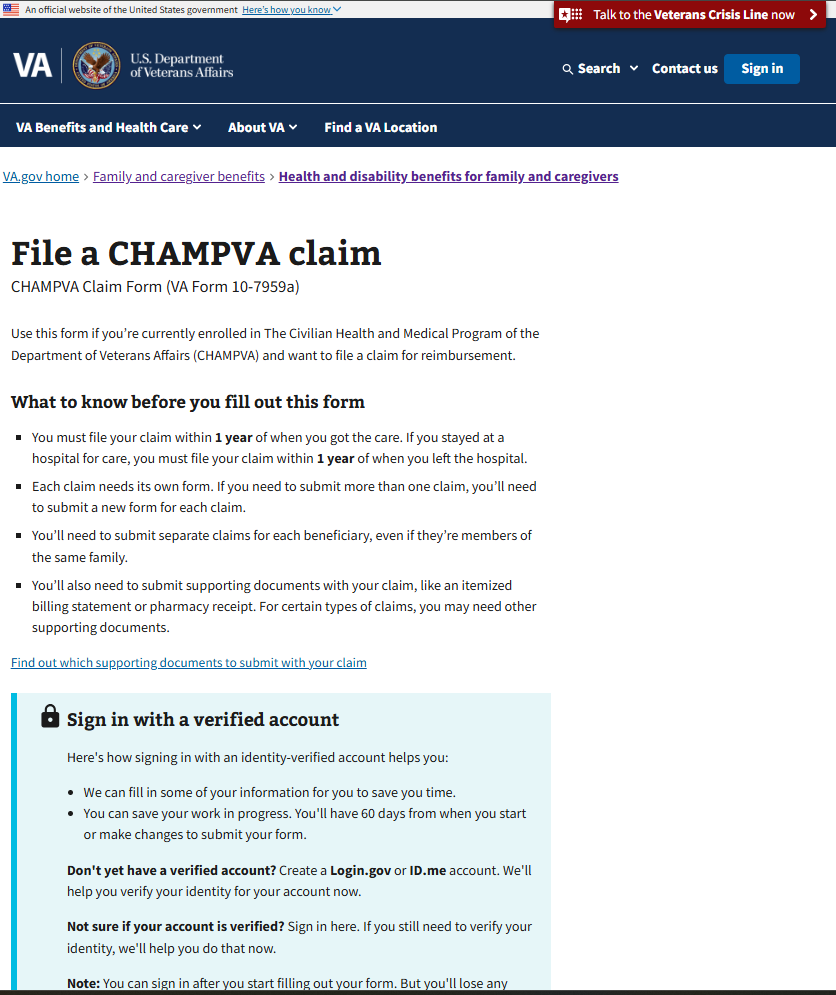 An official website of the United States government Here's how you know
Talk to the Veterans Crisis Line now
VA
U.S. Department
of Veterans Affairs
Search
Contact us
Sign in
VA Benefits and Health Care
About VA
Find a VA Location
VA.gov home › Family and caregiver benefits › Health and disability benefits for family and caregivers
File a CHAMPVA claim
CHAMPVA Claim Form (VA Form 10-7959a)
Use this form if you’re currently enrolled in The Civilian Health and Medical Program of the
Department of Veterans Affairs (CHAMPVA) and want to file a claim for reimbursement.
What to know before you fill out this form
You must file your claim within 1 year of when you got the care. If you stayed at a
hospital for care, you must file your claim within 1 year of when you left the hospital.
Each claim needs its own form. If you need to submit more than one claim, you’ll need
to submit a new form for each claim.
You’ll need to submit separate claims for each beneficiary, even if they’re members of
the same family.
You’ll also need to submit supporting documents with your claim, like an itemized
billing statement or pharmacy receipt. For certain types of claims, you may need other
supporting documents.
Find out which supporting documents to submit with your claim
Sign in with a verified account
Here's how signing in with an identity-verified account helps you:
We can fill in some of your information for you to save you time.
You can save your work in progress. You'll have 60 days from when you start
or make changes to submit your form.
Don't yet have a verified account? Create a Login.gov or ID.me account. We'll
help you verify your identity for your account now.
Not sure if your account is verified? Sign in here. If you still need to verify your
identity, we'll help you do that now.
Note: You can sign in after you start filling out your form. But you'll lose any